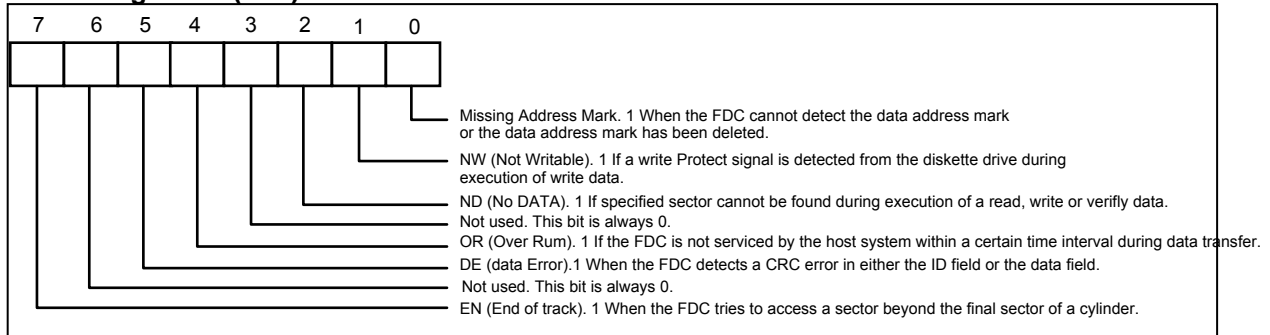 7 6 5 4 3 2 1 0
Missing Address Mark. 1 When the FDC cannot detect the data address mark
or the data address mark has been deleted.
NW (Not Writable). 1 If a write Protect signal is detected from the diskette drive during
execution of write data.
ND (No DATA). 1 If specified sector cannot be found during execution of a read, write or verifly data.
Not used. This bit is always 0.
OR (Over Rum). 1 If the FDC is not serviced by the host system within a certain time interval during data transfer.
DE (data Error).1 When the FDC detects a CRC error in either the ID field or the data field.
Not used. This bit is always 0.
EN (End of track). 1 When the FDC tries to access a sector beyond the final sector of a cylinder.